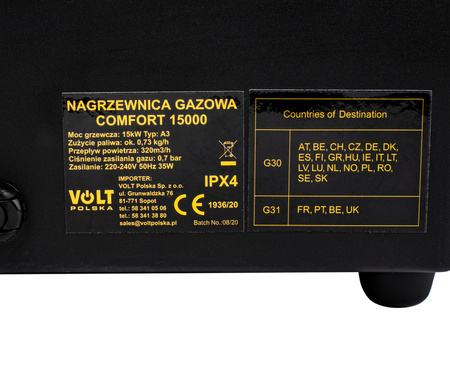 NAGRZEWNICA GAZOWA
COMFORT 15000
Moc grzewcza: 15kW Typ: A3
Zużycie paliwa: ok. 0,73 kg/h
Przepływ powietrza: 320m3/h
Ciśnienie zasilania gazu: 0,7 bar
Zasilanie: 220-240V 50Hz 35W
VOLT
POLSKA
IMPORTER:
VOLT Polska Sp. z o.o.
ul. Grunwaldzka 76
81-771 Sopot
tel.: 58 341 05 06
tel.: 58 341 38 80
sales@voltpolska.pl
IPX4
CE
1936/20
Batch No.:08/20
Countries of Destination
G30
AT, BE, CH, CZ, DE, DK,
ES, FI, GR,HU, IE, IT, LT,
LV, LU, NL, NO, PL, RO,
SE, SK
G31
FR, PT, BE, UK